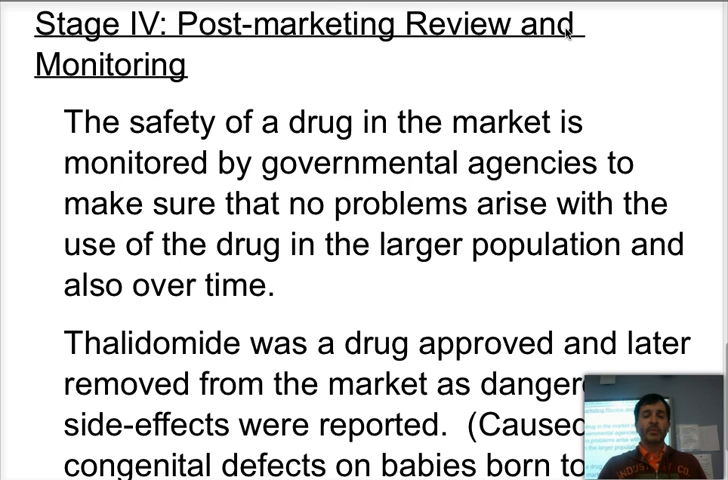 Stage IV: Post-marketing Review and
Monitoring
The safety of a drug in the market is
monitored by governmental agencies to
make sure that no problems arise with the
use of the drug in the larger population and
also over time.
Thalidomide was a drug approved and later
removed from the market as danger
side-effects were reported. (Caused
congenital defects on babies born to